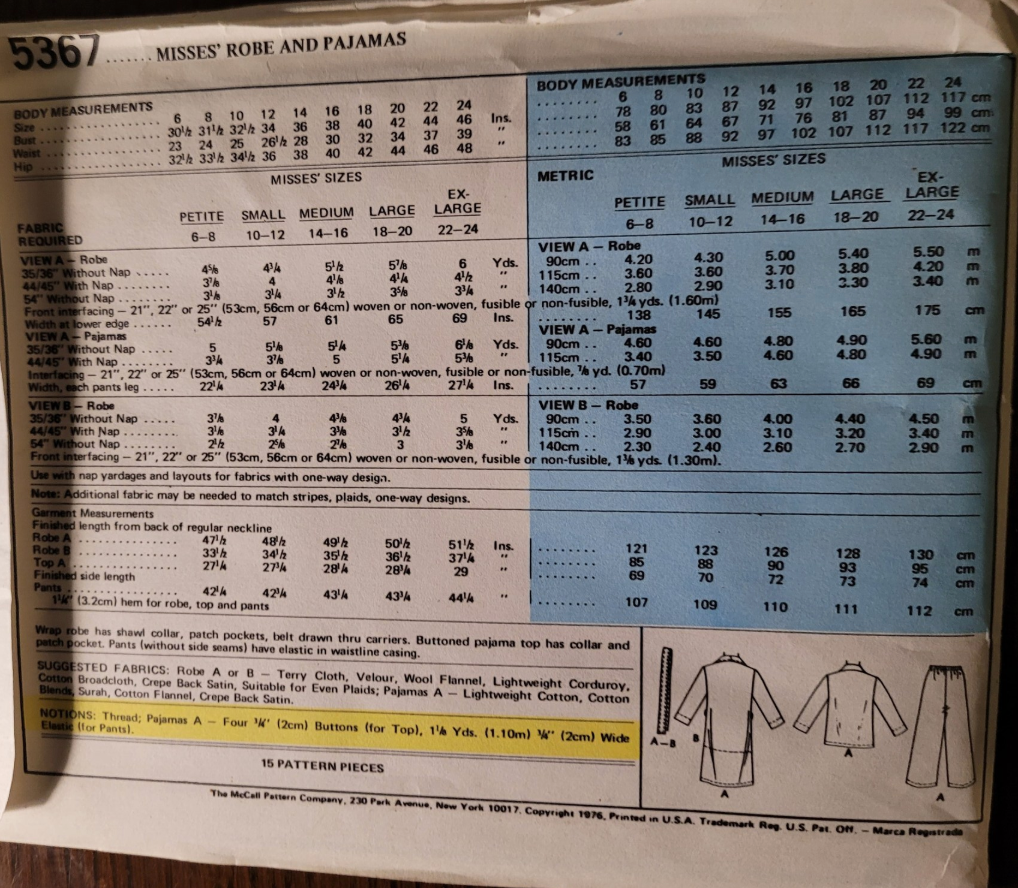 5367 ....... MISSES' ROBE AND PAJAMAS
BODY MEASUREMENTS
Size 6 8 10 12 14 16 18 20 22 24
Bust 30½ 31½ 32½ 34 36 38 40 42 44 46 Ins.
Waist 23 24 25 26½ 28 30 32 34 37 39 "
Hip 32½ 33½ 34½ 36 38 40 42 44 46 48 "
BODY MEASUREMENTS
6 8 10 12 14 16 18 20 22 24
78 80 83 87 92 97 102 107 112 117 cm
58 61 64 67 71 76 81 87 94 99 cm
83 85 88 92 97 102 107 112 117 122 cm
MISSES' SIZES
FABRIC REQUIRED
PETITE SMALL MEDIUM LARGE EX-LARGE
6–8 10–12 14–16 18–20 22–24
METRIC MISSES' SIZES
PETITE SMALL MEDIUM LARGE EX-LARGE
6–8 10–12 14–16 18–20 22–24
VIEW A – Robe
35/36" Without Nap ..... 4⅝ 4¾ 5½ 5⅞ 6 Yds.
44/45" With Nap ..... 3⅞ 4 4⅛ 4¼ 4½ "
54" Without Nap ..... 3⅛ 3¼ 3½ 3⅝ 3¾ "
VIEW A – Robe
90cm .. 4.20 4.30 5.00 5.40 5.50 m
115cm .. 3.60 3.60 3.70 3.80 4.20 m
140cm .. 2.80 2.90 3.10 3.30 3.40 m
Front interfacing – 21", 22" or 25" (53cm, 56cm or 64cm) woven or non-woven, fusible or non-fusible, 1¾ yds. (1.60m)
Width at lower edge ...... 54½ 57 61 65 69 Ins. ........ 138 145 155 165 175 cm
VIEW A – Pajamas
35/36" Without Nap ..... 5 5⅛ 5¼ 5⅜ 6⅛ Yds.
44/45" With Nap ..... 3¾ 3⅞ 5 5¼ 5⅜ "
VIEW A – Pajamas
90cm .. 4.60 4.60 4.80 4.90 5.60 m
115cm .. 3.40 3.50 4.60 4.80 4.90 m
Interfacing – 21", 22" or 25" (53cm, 56cm or 64cm) woven or non-woven, fusible or non-fusible, ⅞ yd. (0.70m)
Width, each pants leg ..... 22¼ 23¼ 24¾ 26¼ 27¼ Ins. ........ 57 59 63 66 69 cm
VIEW B – Robe
35/36" Without Nap ..... 3⅞ 4 4⅜ 4¾ 5 Yds.
44/45" With Nap ..... 3⅛ 3¼ 3⅜ 3½ 3⅝ "
54" Without Nap ..... 2½ 2⅝ 2⅞ 3 3⅛ "
VIEW B – Robe
90cm .. 3.50 3.60 4.00 4.40 4.50 m
115cm .. 2.90 3.00 3.10 3.20 3.40 m
140cm .. 2.30 2.40 2.60 2.70 2.90 m
Front interfacing – 21", 22" or 25" (53cm, 56cm or 64cm) woven or non-woven, fusible or non-fusible, 1⅜ yds. (1.30m).
Use with nap yardages and layouts for fabrics with one-way design.
Note: Additional fabric may be needed to match stripes, plaids, one-way designs.
Garment Measurements
Finished length from back of regular neckline
Robe A 47½ 48½ 49½ 50½ 51½ Ins. ........ 121 123 126 128 130 cm
Robe B 33½ 34½ 35½ 36½ 37¼ " ........ 85 88 90 93 95 cm
Top A 27¼ 27¾ 28¼ 28¾ 29 " ........ 69 70 72 73 74 cm
Finished side length
Pants 42¼ 42¾ 43¼ 43¾ 44¼ " ........ 107 109 110 111 112 cm
1¼" (3.2cm) hem for robe, top and pants
Wrap robe has shawl collar, patch pockets, belt drawn thru carriers. Buttoned pajama top has collar and
patch pocket. Pants (without side seams) have elastic in waistline casing.
SUGGESTED FABRICS: Robe A or B – Terry Cloth, Velour, Wool Flannel, Lightweight Corduroy,
Cotton Broadcloth, Crepe Back Satin, Suitable for Even Plaids; Pajamas A – Lightweight Cotton, Cotton
Blends, Surah, Cotton Flannel, Crepe Back Satin.
NOTIONS: Thread; Pajamas A – Four ¾" (2cm) Buttons (for Top), 1⅛ Yds. (1.10m) ¾" (2cm) Wide
Elastic (for Pants).
15 PATTERN PIECES
A–B
B
A
A
A
The McCall Pattern Company, 230 Park Avenue, New York 10017. Copyright 1976, Printed in U.S.A. Trademark Reg. U.S. Pat. Off. – Marca Registrada